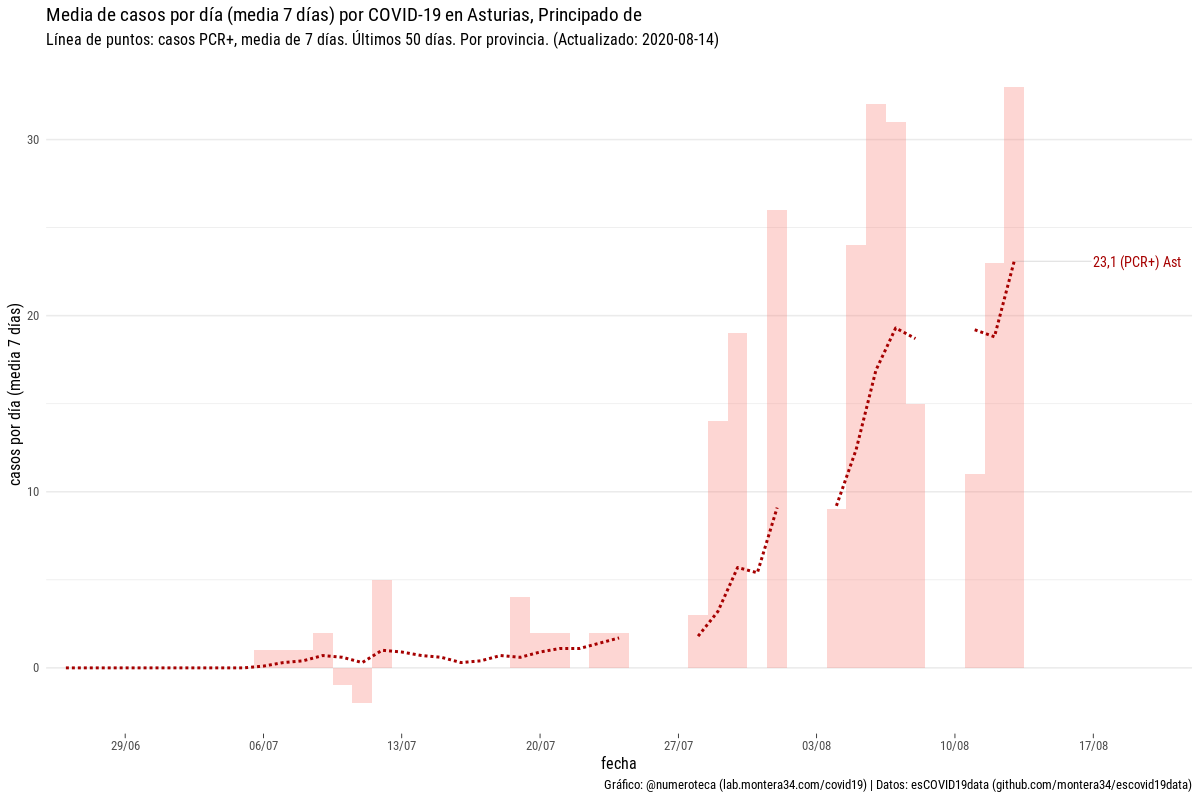 Media de casos por día (media 7 días) por COVID-19 en Asturias, Principado de
Línea de puntos: casos PCR+, media de 7 días. Últimos 50 días. Por provincia. (Actualizado: 2020-08-14)
casos por día (media 7 días)
30
20
10
0
23,1 (PCR+) Ast
29/06
06/07
13/07
20/07
27/07
03/08
10/08
17/08
fecha
Gráfico: @numeroteca (lab.montera34.com/covid19) | Datos: esCOVID19data (github.com/montera34/escovid19data)